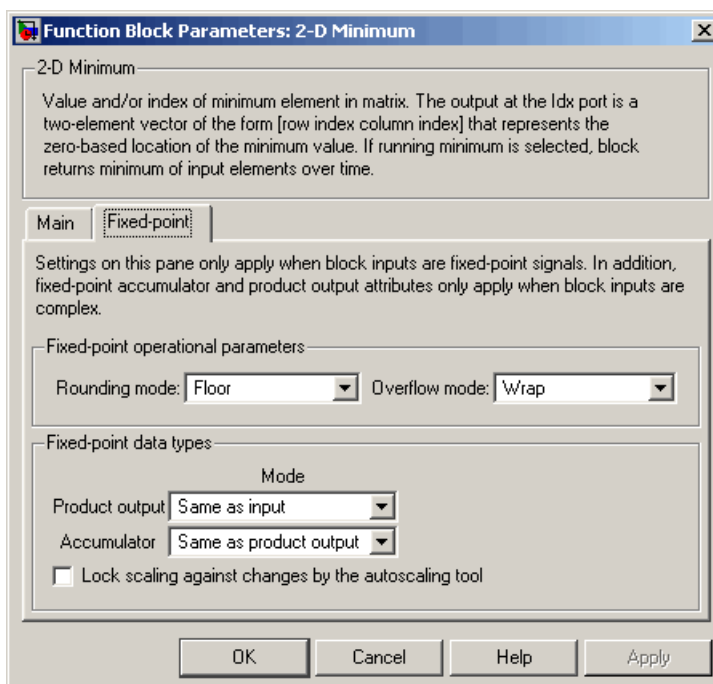 Function Block Parameters: 2-D Minimum
2-D Minimum
Value and/or index of minimum element in matrix. The output at the Idx port is a
two-element vector of the form [row index column index] that represents the
zero-based location of the minimum value. If running minimum is selected, block
returns minimum of input elements over time.
Main Fixed-point
Settings on this pane only apply when block inputs are fixed-point signals. In addition,
fixed-point accumulator and product output attributes only apply when block inputs are
complex.
Fixed-point operational parameters
Rounding mode: Floor Overflow mode: Wrap
Fixed-point data types
Mode
Product output Same as input
Accumulator Same as product output
Lock scaling against changes by the autoscaling tool
OK Cancel Help Apply